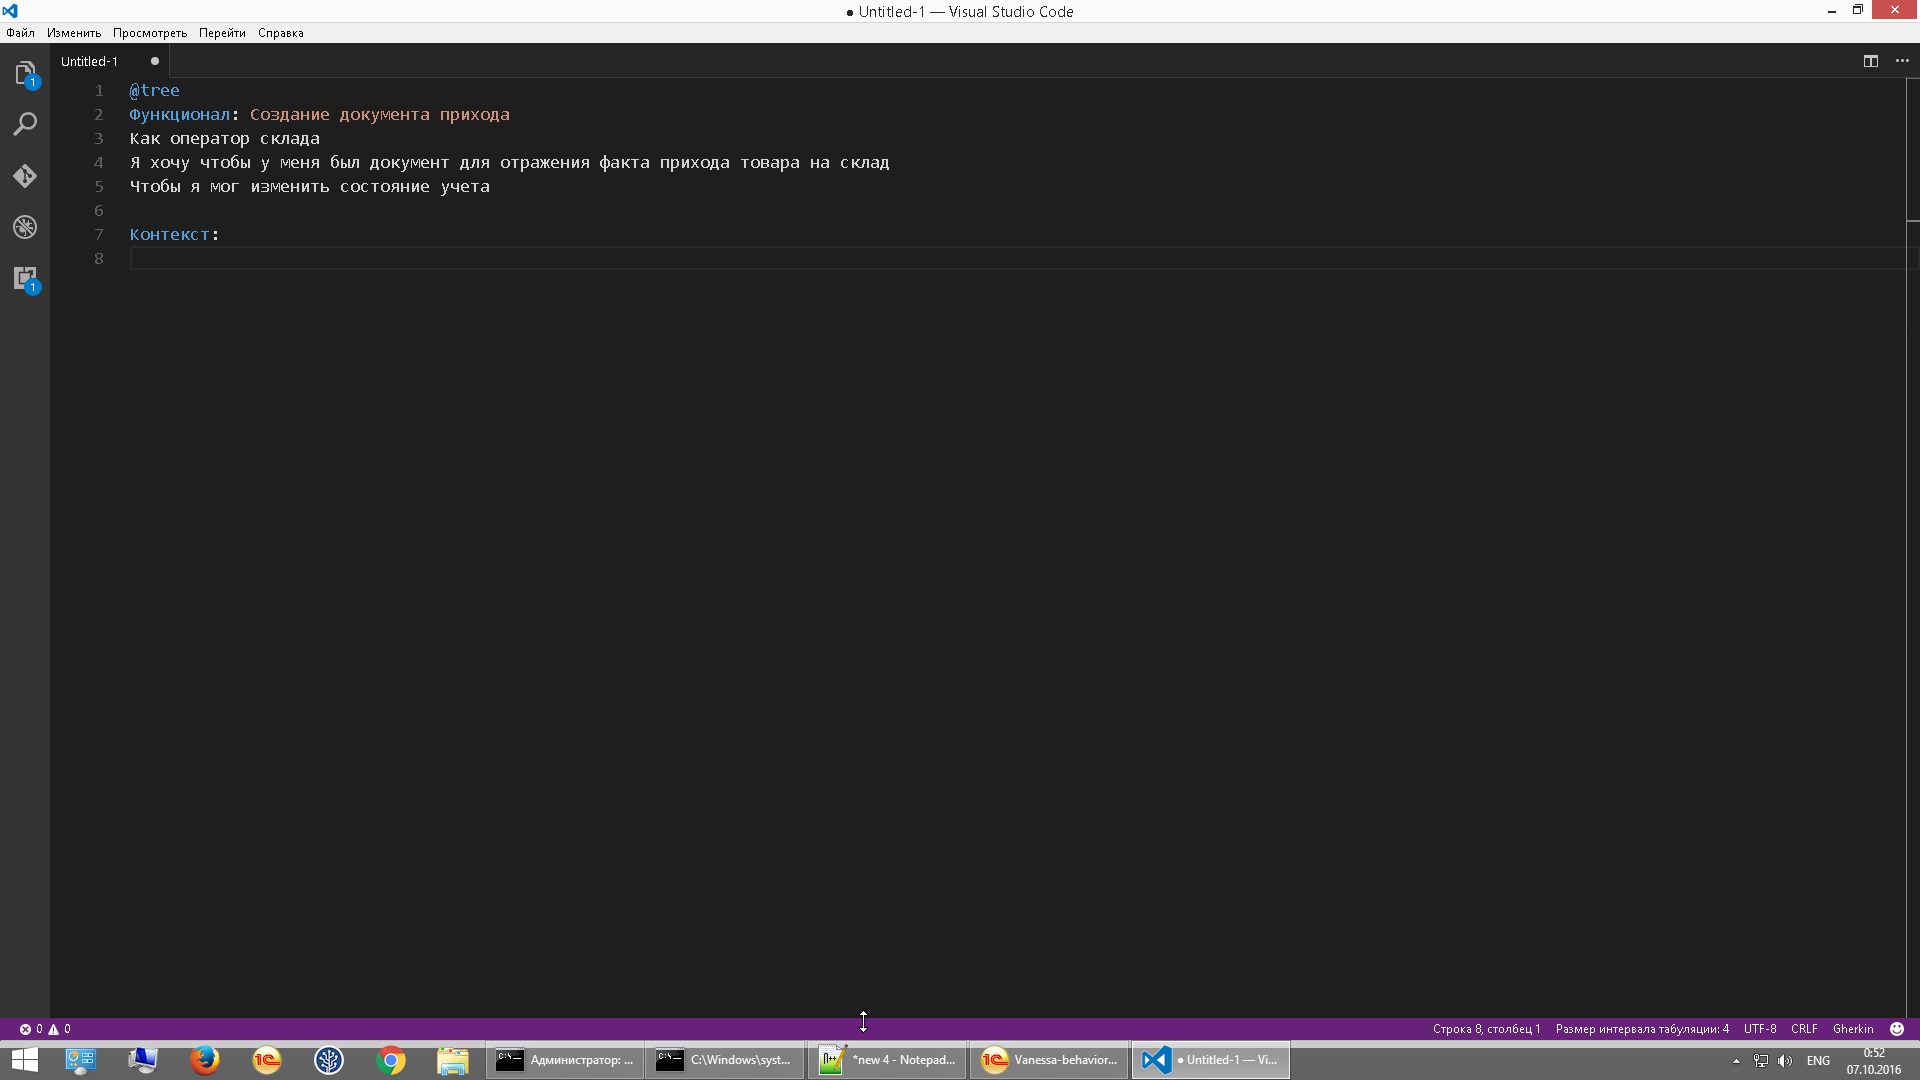 ● Untitled-1 — Visual Studio Code
Файл Изменить Просмотреть Перейти Справка
Untitled-1
1 @tree
2 Функционал: Создание документа прихода
3 Как оператор склада
4 Я хочу чтобы у меня был документ для отражения факта прихода товара на склад
5 Чтобы я мог изменить состояние учета
6
7 Контекст:
8
1
1
0 0 Строка 8, столбец 1 Размер интервала табуляции: 4 UTF-8 CRLF Gherkin
Администратор: ... C:\Windows\syst... *new 4 - Notepad... Vanessa-behavior... ● Untitled-1 — Vi... ENG 0:52
07.10.2016